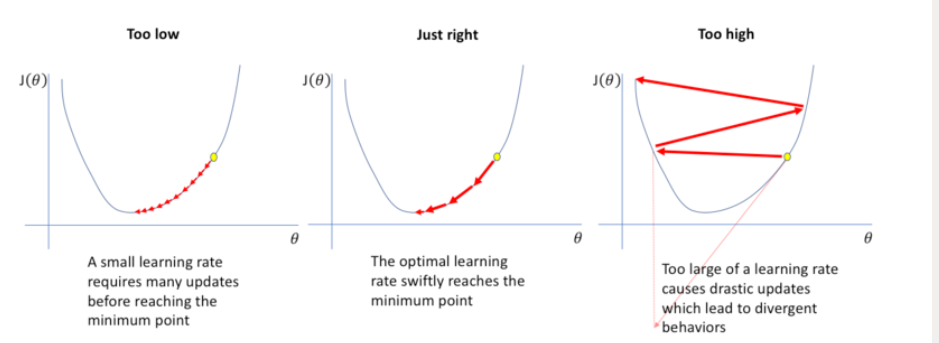 Too low
J(θ)
θ
A small learning rate
requires many updates
before reaching the
minimum point
Just right
J(θ)
θ
The optimal learning
rate swiftly reaches the
minimum point
Too high
J(θ)
θ
Too large of a learning rate
causes drastic updates
which lead to divergent
behaviors